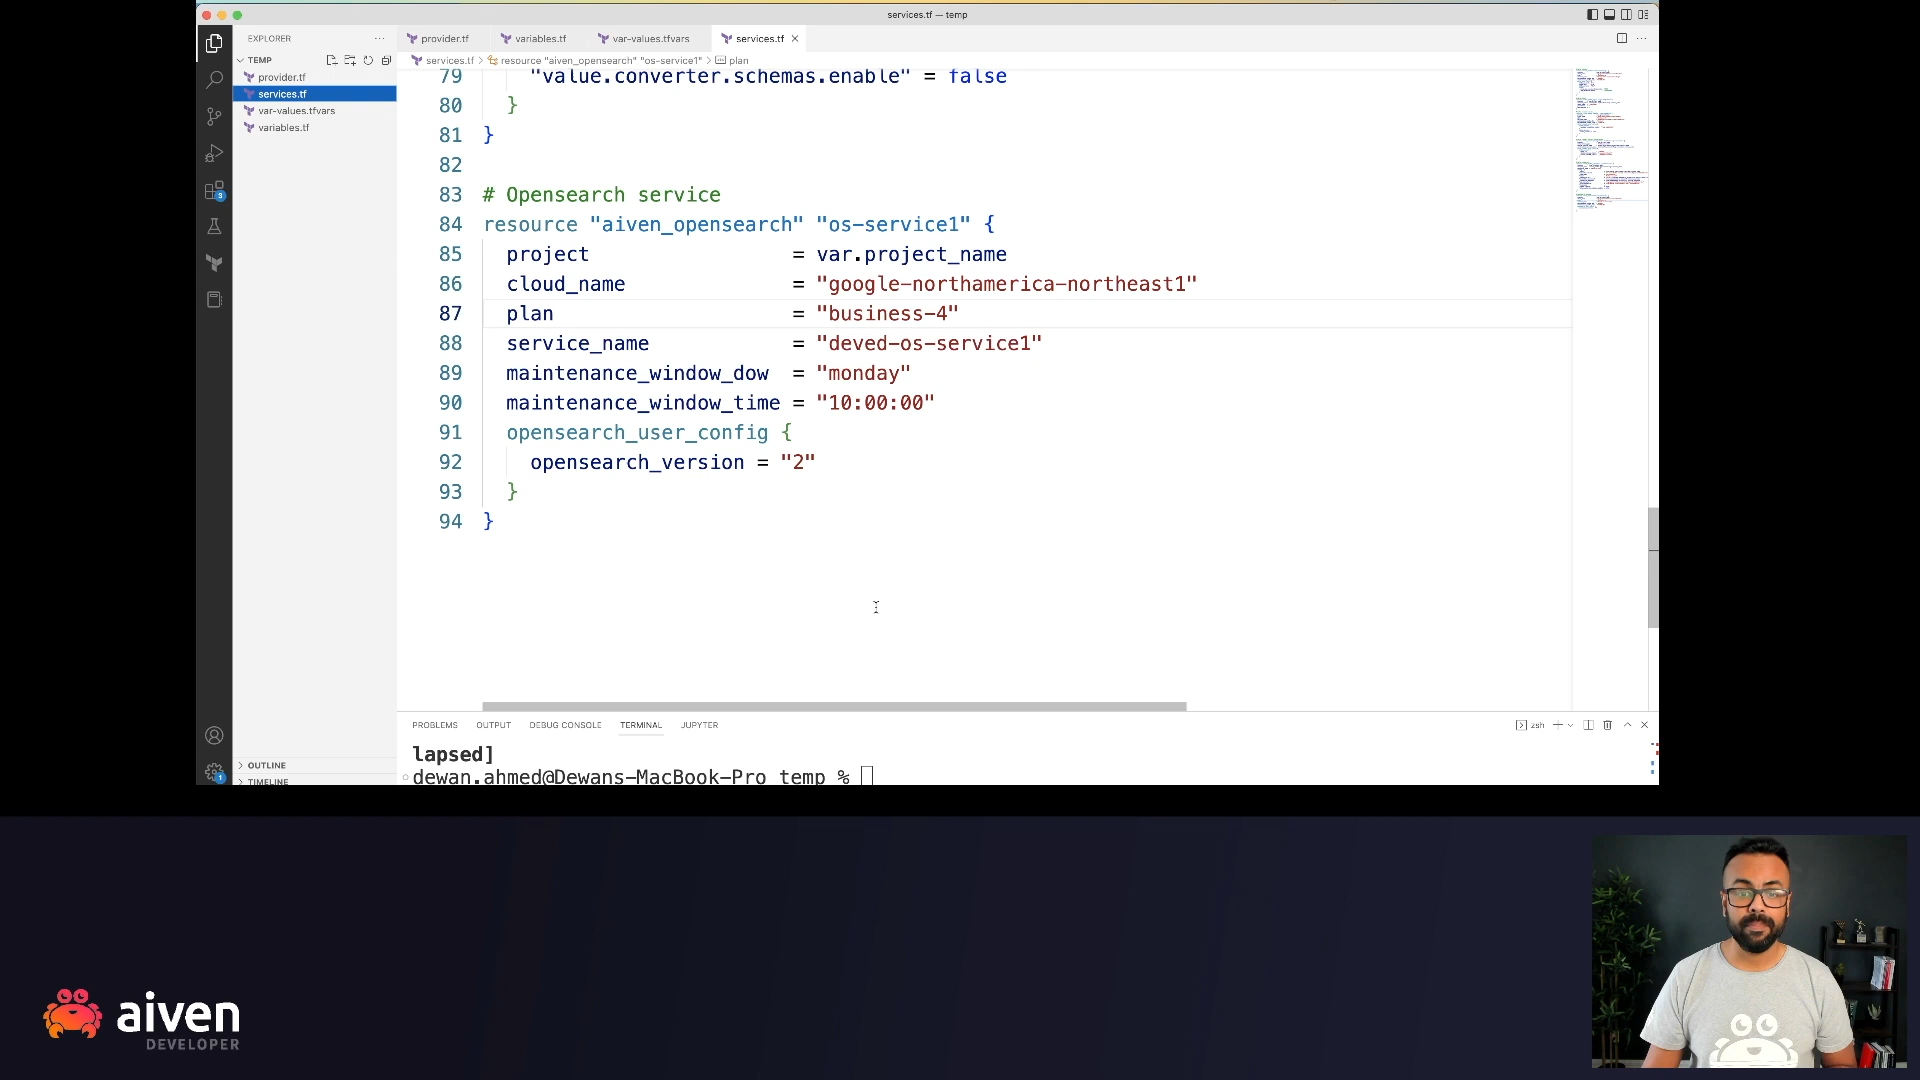 services.tf — temp
EXPLORER
TEMP
provider.tf
services.tf
var-values.tfvars
variables.tf
OUTLINE
TIMELINE
provider.tf
variables.tf
var-values.tfvars
services.tf
services.tf > resource "aiven_opensearch" "os-service1" > plan
79 "value.converter.schemas.enable" = false
80 }
81 }
82
83 # Opensearch service
84 resource "aiven_opensearch" "os-service1" {
85 project = var.project_name
86 cloud_name = "google-northamerica-northeast1"
87 plan = "business-4"
88 service_name = "deved-os-service1"
89 maintenance_window_dow = "monday"
90 maintenance_window_time = "10:00:00"
91 opensearch_user_config {
92 opensearch_version = "2"
93 }
94 }
PROBLEMS OUTPUT DEBUG CONSOLE TERMINAL JUPYTER
zsh
lapsed]
dewan.ahmed@Dewans-MacBook-Pro temp %
3
1
aiven
DEVELOPER